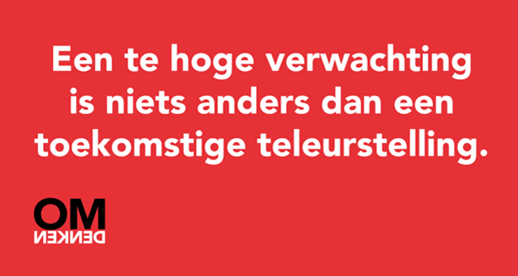 Een te hoge verwachting
is niets anders dan een
toekomstige teleurstelling.
OM
DENKEN